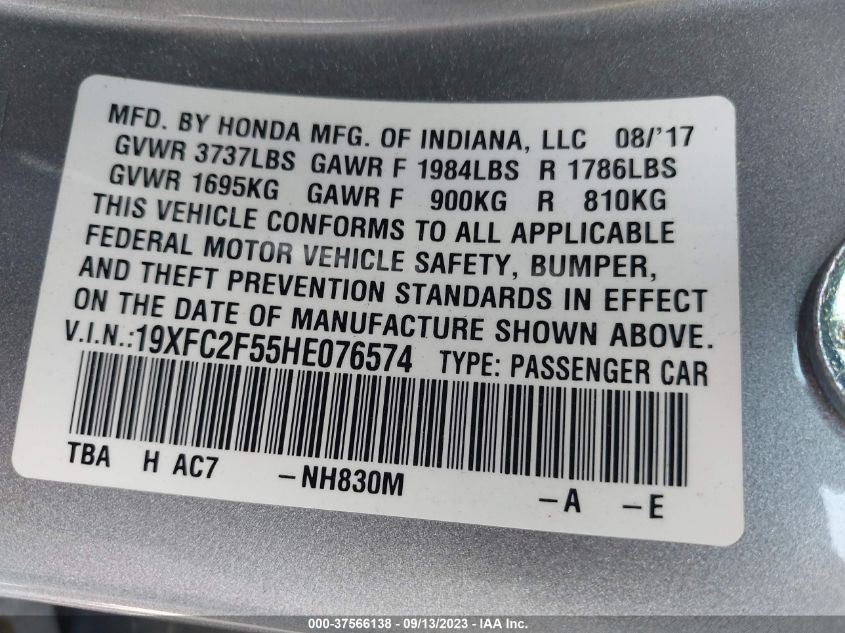 MFD. BY HONDA MFG. OF INDIANA, LLC 08/'17
GVWR 3737LBS GAWR F 1984LBS R 1786LBS
GVWR 1695KG GAWR F 900KG R 810KG
THIS VEHICLE CONFORMS TO ALL APPLICABLE
FEDERAL MOTOR VEHICLE SAFETY, BUMPER,
AND THEFT PREVENTION STANDARDS IN EFFECT
ON THE DATE OF MANUFACTURE SHOWN ABOVE.
V.I.N.:19XFC2F55HE076574 TYPE: PASSENGER CAR
TBA H AC7 -NH830M -A -E
000-37566138 - 09/13/2023 - IAA Inc.